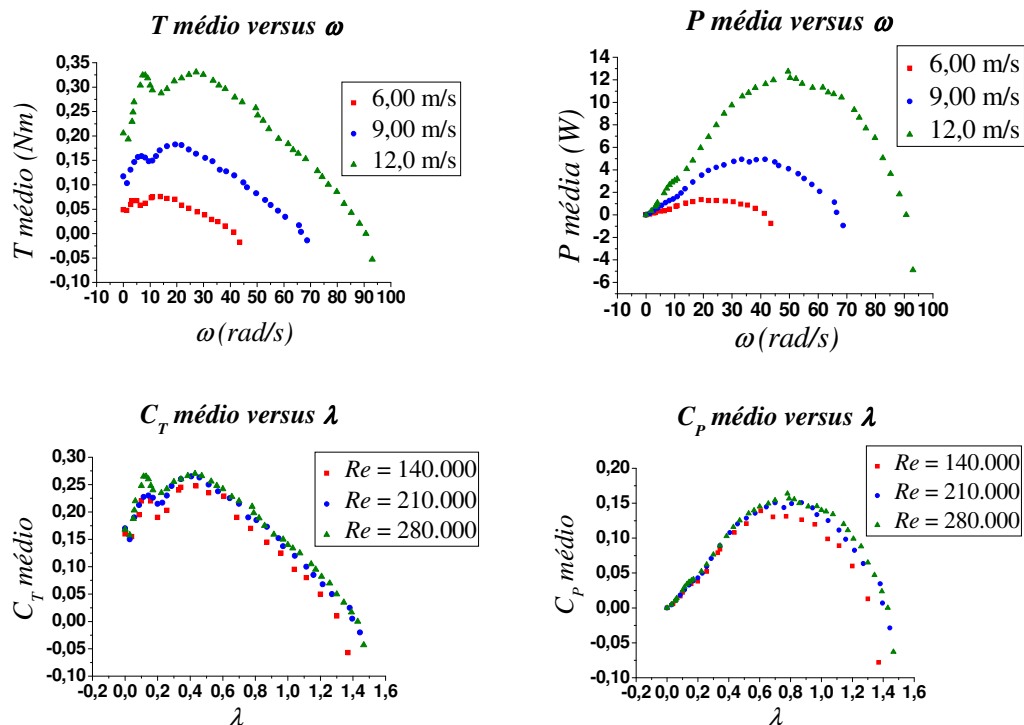 T médio versus ω
T médio (Nm)
0,35
0,30
0,25
0,20
0,15
0,10
0,05
0,00
-0,05
-0,10
-10 0 10 20 30 40 50 60 70 80 90 100
ω (rad/s)
6,00 m/s
9,00 m/s
12,0 m/s
P média versus ω
P média (W)
14
12
10
8
6
4
2
0
-2
-4
-6
-10 0 10 20 30 40 50 60 70 80 90 100
ω (rad/s)
6,00 m/s
9,00 m/s
12,0 m/s
C_T médio versus λ
C_T médio
0,30
0,25
0,20
0,15
0,10
0,05
0,00
-0,05
-0,10
-0,2 0,0 0,2 0,4 0,6 0,8 1,0 1,2 1,4 1,6
λ
Re = 140.000
Re = 210.000
Re = 280.000
C_P médio versus λ
C_P médio
0,20
0,15
0,10
0,05
0,00
-0,05
-0,10
-0,2 0,0 0,2 0,4 0,6 0,8 1,0 1,2 1,4 1,6
λ
Re = 140.000
Re = 210.000
Re = 280.000